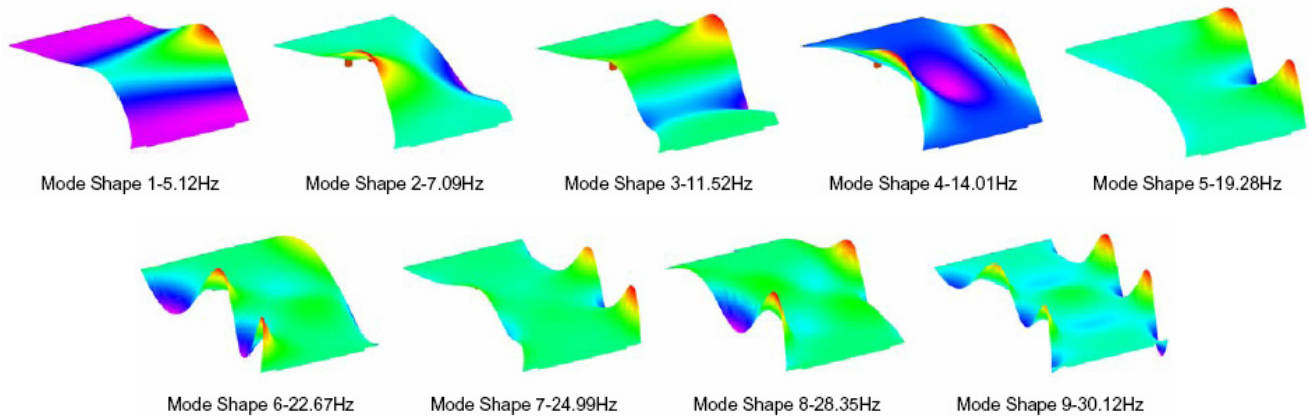 Mode Shape 1-5.12Hz
Mode Shape 2-7.09Hz
Mode Shape 3-11.52Hz
Mode Shape 4-14.01Hz
Mode Shape 5-19.28Hz
Mode Shape 6-22.67Hz
Mode Shape 7-24.99Hz
Mode Shape 8-28.35Hz
Mode Shape 9-30.12Hz